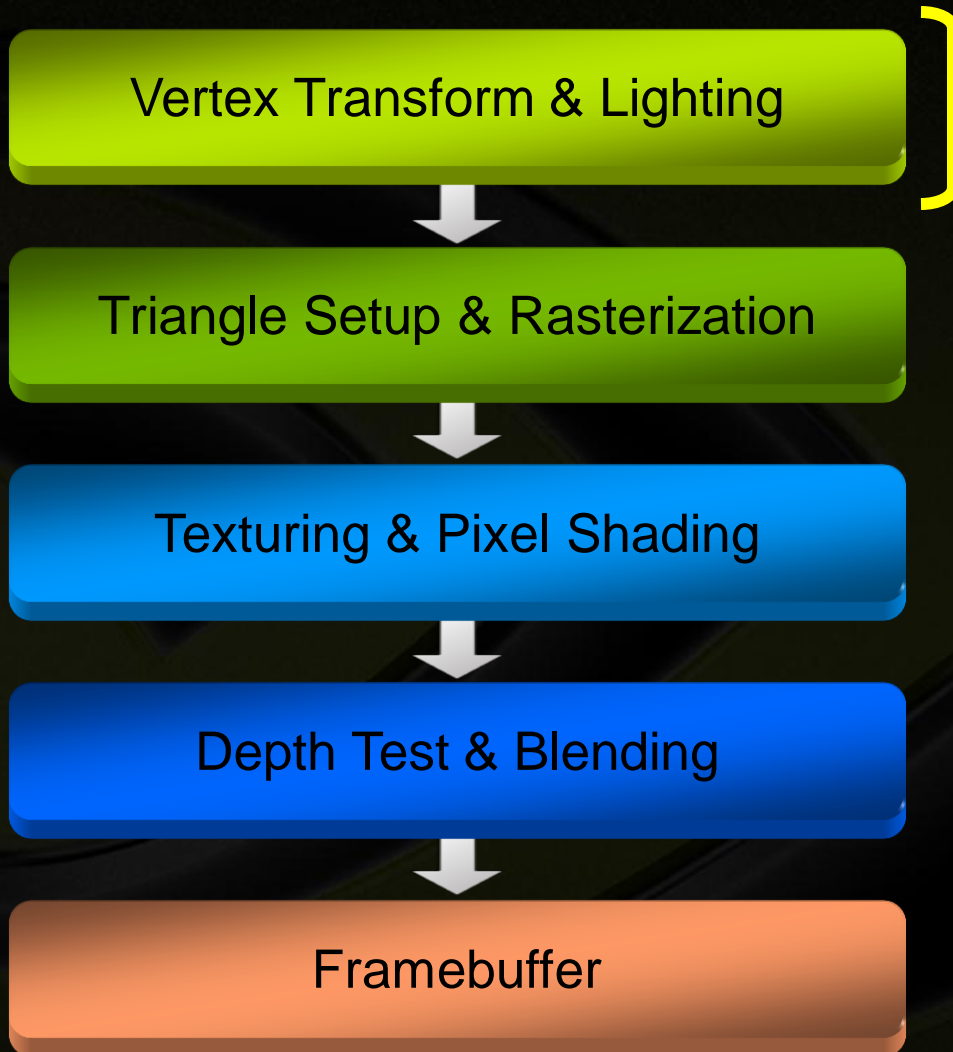 Vertex Transform & Lighting
Triangle Setup & Rasterization
Texturing & Pixel Shading
Depth Test & Blending
Framebuffer